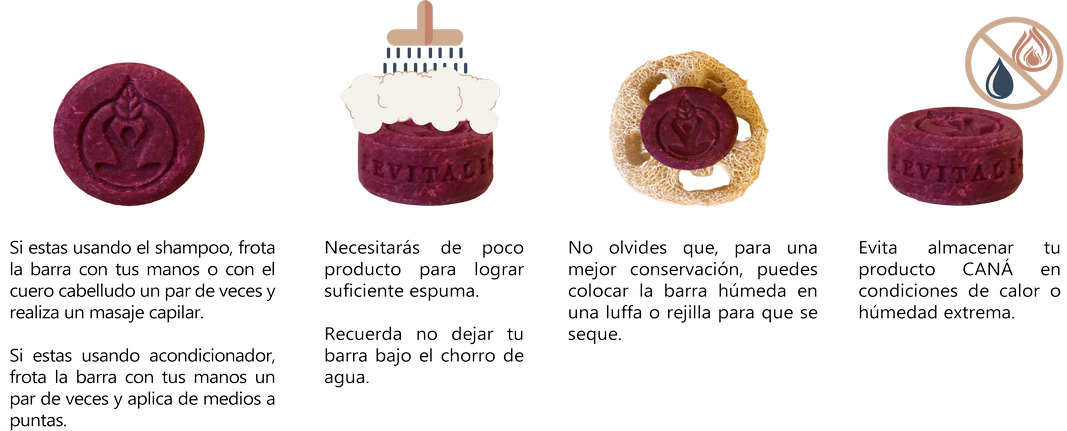 Si estas usando el shampoo, frota
la barra con tus manos o con el
cuero cabelludo un par de veces y
realiza un masaje capilar.
Si estas usando acondicionador,
frota la barra con tus manos un
par de veces y aplica de medios a
puntas.
EVITALI
Necesitarás de poco
producto para lograr
suficiente espuma.
Recuerda no dejar tu
barra bajo el chorro de
agua.
No olvides que, para una
mejor conservación, puedes
colocar la barra húmeda en
una luffa o rejilla para que se
seque.
EVITALI
Evita almacenar tu
producto CANÁ en
condiciones de calor o
húmedad extrema.